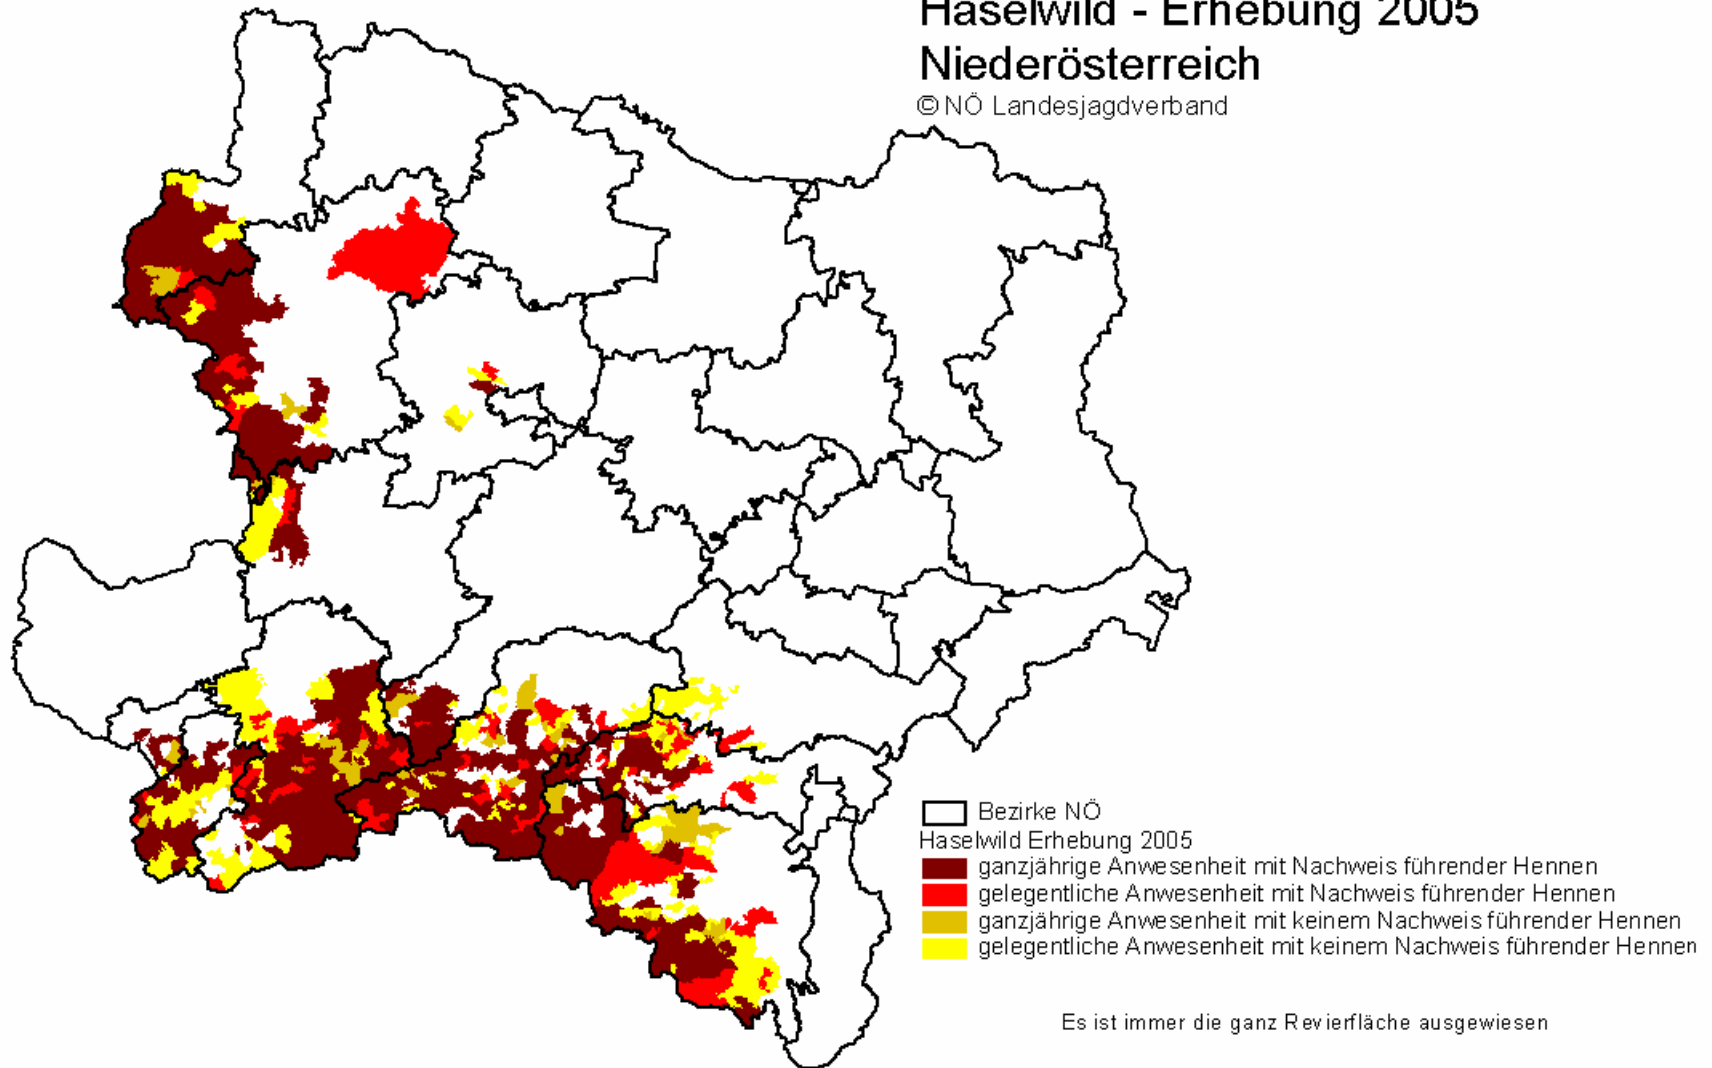 Haselwild - Erhebung 2005
Niederösterreich
© NÖ Landesjagdverband
Bezirke NÖ
Haselwild Erhebung 2005
ganzjährige Anwesenheit mit Nachweis führender Hennen
gelegentliche Anwesenheit mit Nachweis führender Hennen
ganzjährige Anwesenheit mit keinem Nachweis führender Hennen
gelegentliche Anwesenheit mit keinem Nachweis führender Hennen
Es ist immer die ganz Revierfläche ausgewiesen